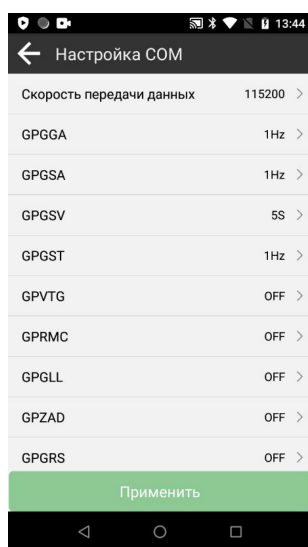 13:44
Настройка COM
Скорость передачи данных 115200
GPGGA 1Hz
GPGSA 1Hz
GPGSV 5S
GPGST 1Hz
GPVTG OFF
GPRMC OFF
GPGLL OFF
GPZAD OFF
GPGRS OFF
Применить